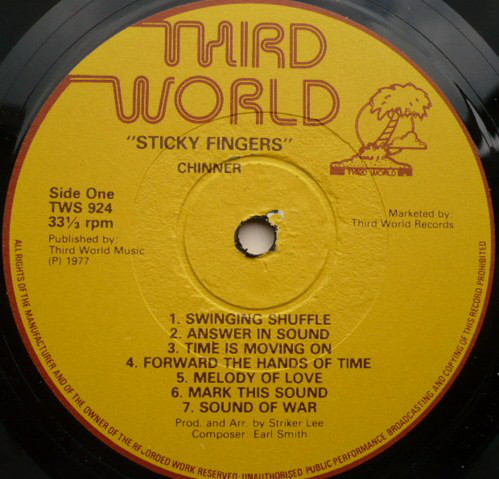 THIRD
WORLD
"STICKY FINGERS"
CHINNER
THIRD WORLD
Side One
TWS 924
33⅓ rpm
Published by:
Third World Music
(P) 1977
Marketed by:
Third World Records
1. SWINGING SHUFFLE
2. ANSWER IN SOUND
3. TIME IS MOVING ON
4. FORWARD THE HANDS OF TIME
5. MELODY OF LOVE
6. MARK THIS SOUND
7. SOUND OF WAR
Prod. and Arr. by Striker Lee
Composer: Earl Smith
ALL RIGHTS OF THE MANUFACTURER AND OF THE OWNER OF THE RECORDED WORK RESERVED·UNAUTHORISED PUBLIC PERFORMANCE BROADCASTING AND COPYING OF THIS RECORD PROHIBITED